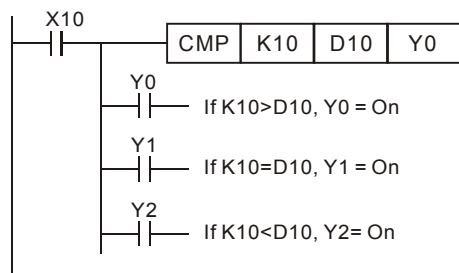 X10
CMP K10 D10 Y0
Y0
If K10>D10, Y0 = On
Y1
If K10=D10, Y1 = On
Y2
If K10<D10, Y2= On